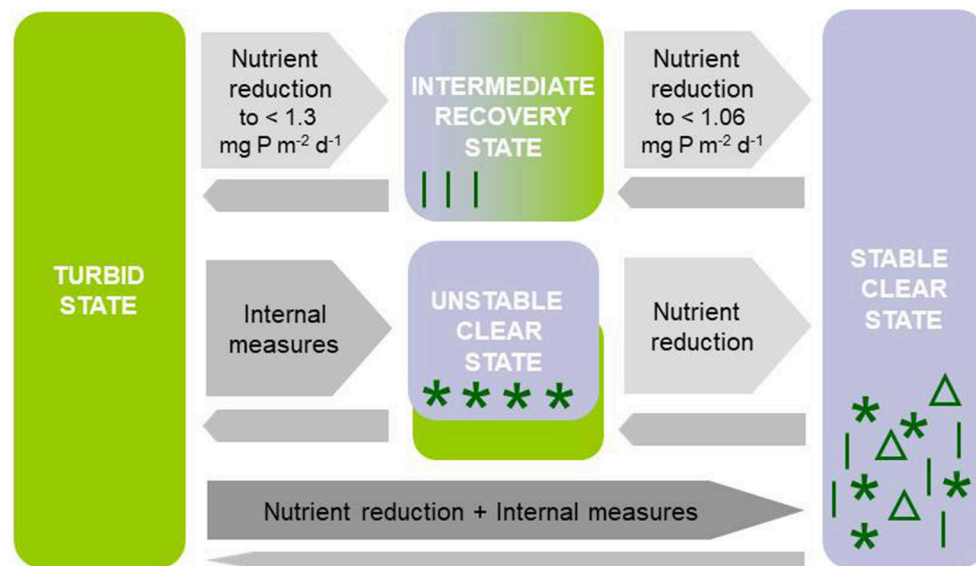 TURBID
STATE
Nutrient
reduction
to < 1.3
mg P m⁻² d⁻¹
INTERMEDIATE
RECOVERY
STATE
Nutrient
reduction
to < 1.06
mg P m⁻² d⁻¹
Internal
measures
UNSTABLE
CLEAR
STATE
Nutrient
reduction
Nutrient reduction + Internal measures
STABLE
CLEAR
STATE